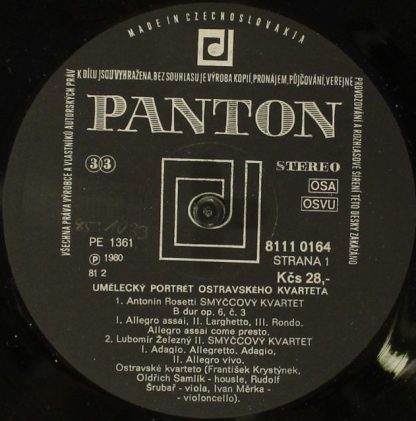 MADE IN CZECHOSLOVAKIA
VŠECHNA PRÁVA VÝROBCE A VLASTNÍKŮ AUTORSKÝCH PRÁV
K DÍLU JSOU VYHRAŽENA. BEZ SOUHLASU JE VÝROBA KOPIÍ, PRONÁJEM, PŮJČOVÁNÍ, VEŘEJNÉ
PROVOZOVÁNÍ A ROZHLASOVÉ ŠÍŘENÍ TÉTO DESKY ZAKÁZÁNO
PANTON
33
STEREO
OSA
OSVU
PE 1361
8111 0164
℗ 1980
STRANA 1
81 2
Kčs 28,-
UMĚLECKÝ PORTRÉT OSTRAVSKÉHO KVARTETA
1. Antonín Rosetti SMYČCOVÝ KVARTET
B dur op. 6, č. 3
I. Allegro assai, II. Larghetto, III. Rondo.
Allegro assai come presto.
2. Lubomír Železný II. SMYČCOVÝ KVARTET
I. Adagio. Allegretto. Adagio,
II. Allegro vivo.
Ostravské kvarteto (František Krystýnek,
Oldřich Samlík - housle, Rudolf
Šrubař - viola, Ivan Měrka -
- violoncello).